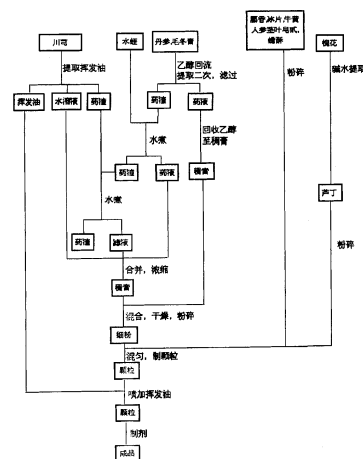 川芎
水蛭
丹参,毛冬青
麝香,冰片,牛黄
人参茎叶皂甙,
蟾酥
槐花
提取挥发油
乙醇回流
提取二次，滤过
粉碎
碱水提取
挥发油
水溶液
药渣
药渣
药液
水煮
回收乙醇
至稠膏
药渣
药液
稠膏
芦丁
水煮
粉碎
药渣
滤液
合并，浓缩
稠膏
混合，干燥，粉碎
细粉
混匀，制颗粒
颗粒
喷加挥发油
颗粒
制剂
成品